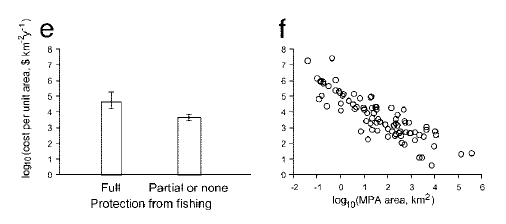 e
f
log10(cost per unit area, $ km-2y-1)
8
7
6
5
4
3
2
1
0
Full
Partial or none
Protection from fishing
8
7
6
5
4
3
2
1
0
-2 -1 0 1 2 3 4 5 6
log10(MPA area, km2)